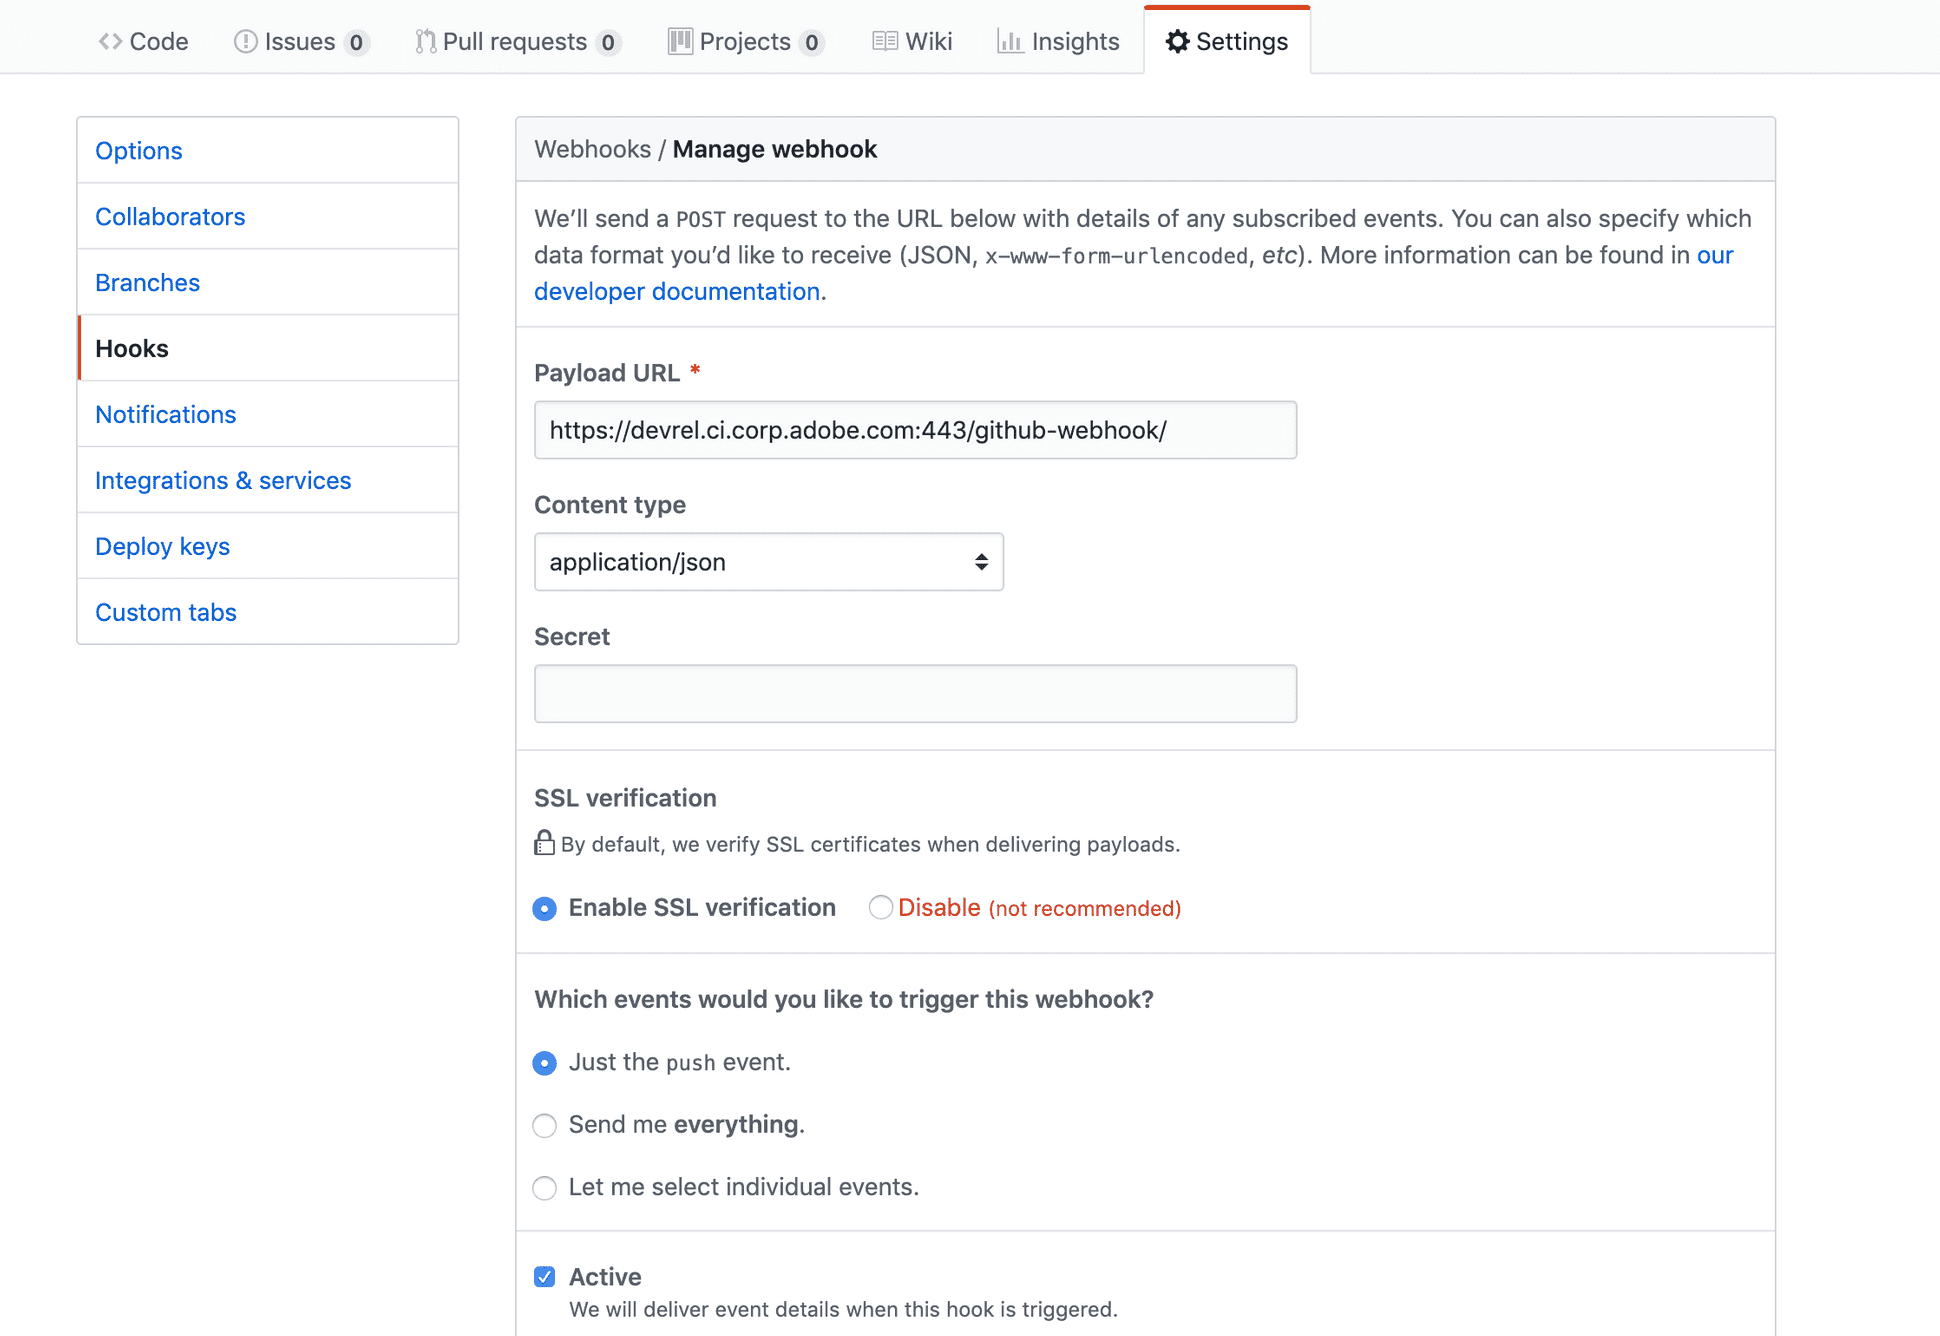 Code Issues 0 Pull requests 0 Projects 0 Wiki Insights Settings
Options
Collaborators
Branches
Hooks
Notifications
Integrations & services
Deploy keys
Custom tabs
Webhooks / Manage webhook
We’ll send a POST request to the URL below with details of any subscribed events. You can also specify which
data format you’d like to receive (JSON, x-www-form-urlencoded, etc). More information can be found in our
developer documentation.
Payload URL *
https://devrel.ci.corp.adobe.com:443/github-webhook/
Content type
application/json
Secret
SSL verification
By default, we verify SSL certificates when delivering payloads.
Enable SSL verification Disable (not recommended)
Which events would you like to trigger this webhook?
Just the push event.
Send me everything.
Let me select individual events.
Active
We will deliver event details when this hook is triggered.